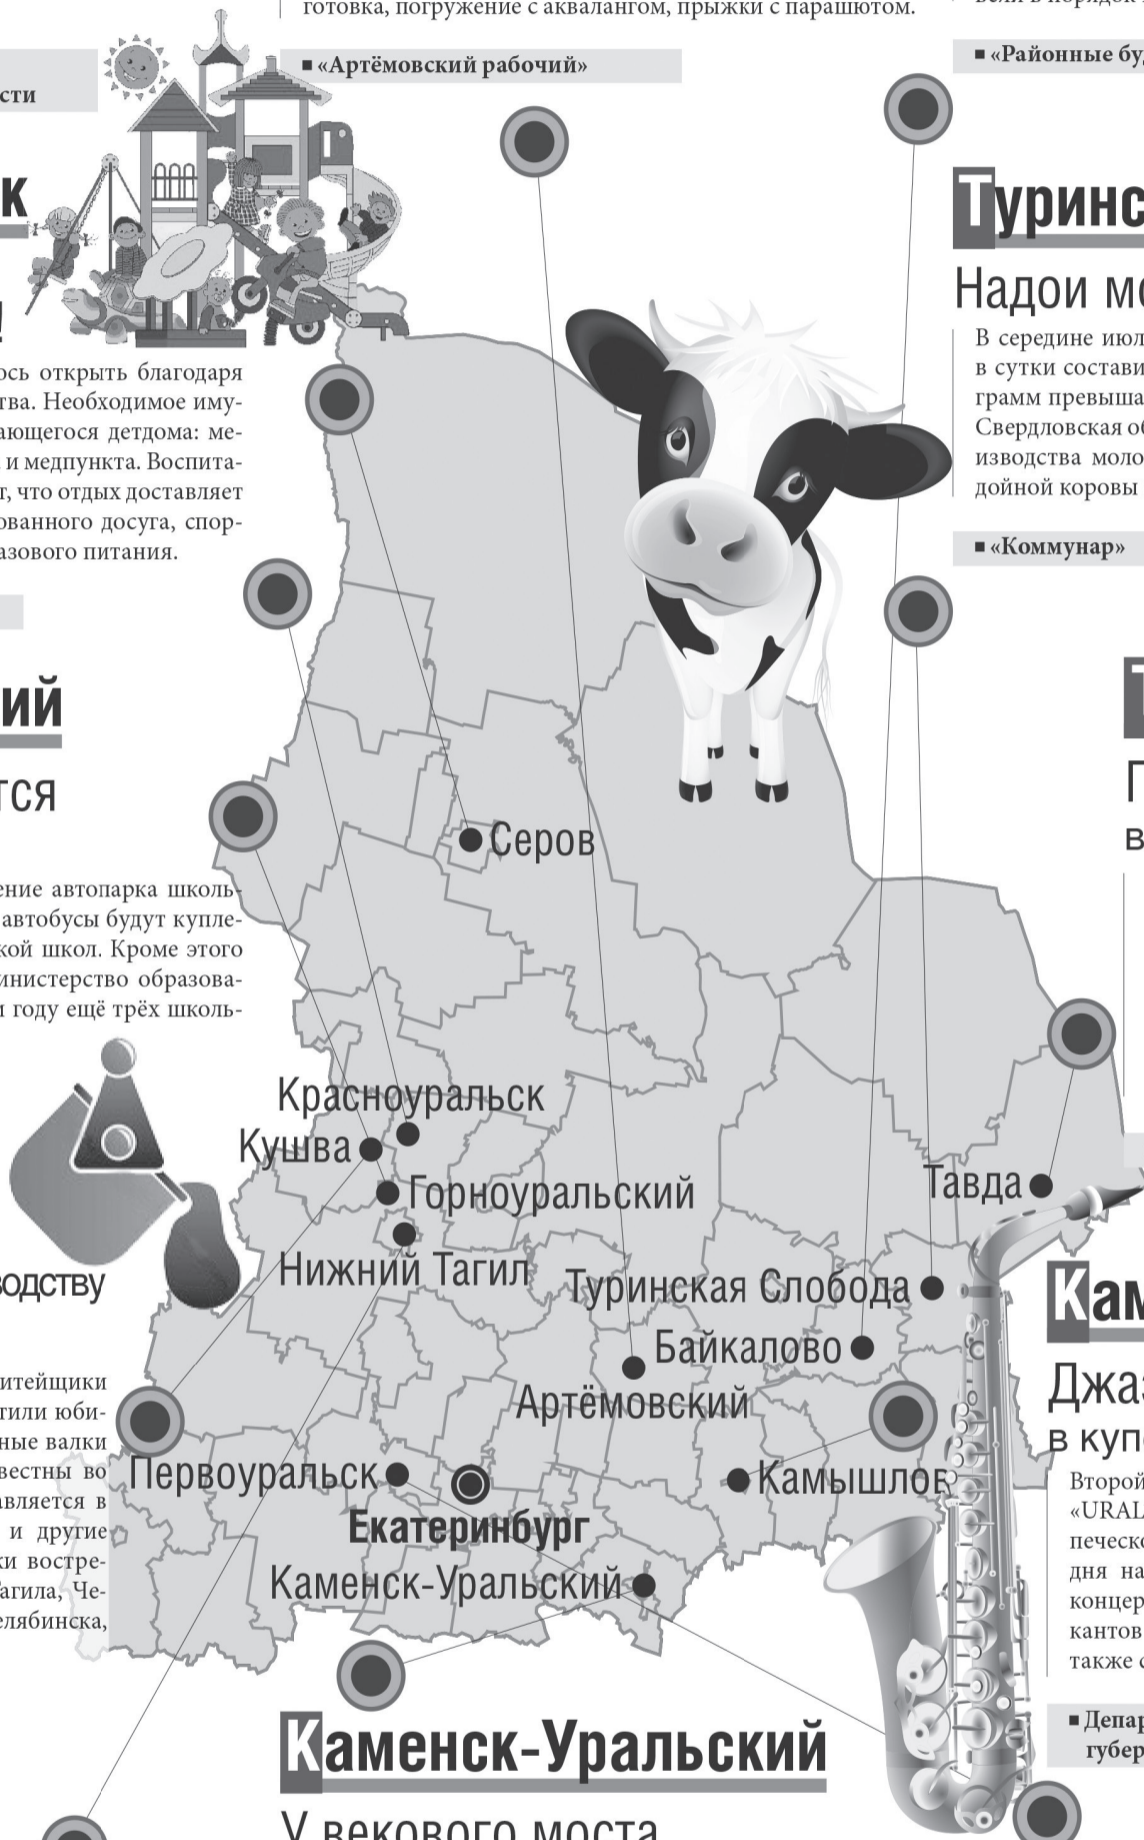 готовка, погружение с аквалангом, прыжки с парашютом.
■ «Артёмовский рабочий»
■ «Районные бу
сти
к
!
ось открыть благодаря
тва. Необходимое иму-
ающегося детдома: ме-
и медпункта. Воспита-
т, что отдых доставляет
ованного досуга, спор-
азового питания.
Туринс
Надои мо
В середине июл
в сутки состави
грамм превыша
Свердловская об
изводства моло
дойной коровы
■ «Коммунар»
ий
тся
ение автопарка школь-
автобусы будут купле-
кой школ. Кроме этого
инистерство образова-
м году ещё трёх школь-
в
Серов
Красноуральск
Кушва
Горноуральский
Тавда
Нижний Тагил
Туринская Слобода
Байкалово
Артёмовский
Первоуральск
Камышлов
Екатеринбург
Каменск-Уральский
водству
итейщики
тили юби-
ные валки
вестны во
авляется в
и другие
ки востре-
Тагила, Че-
елябинска,
Кам
Джаз
в купе
Второй
«URAL
печеско
дня на
концер
кантов
также с
■ Депар
губер
Каменск-Уральский
У векового моста